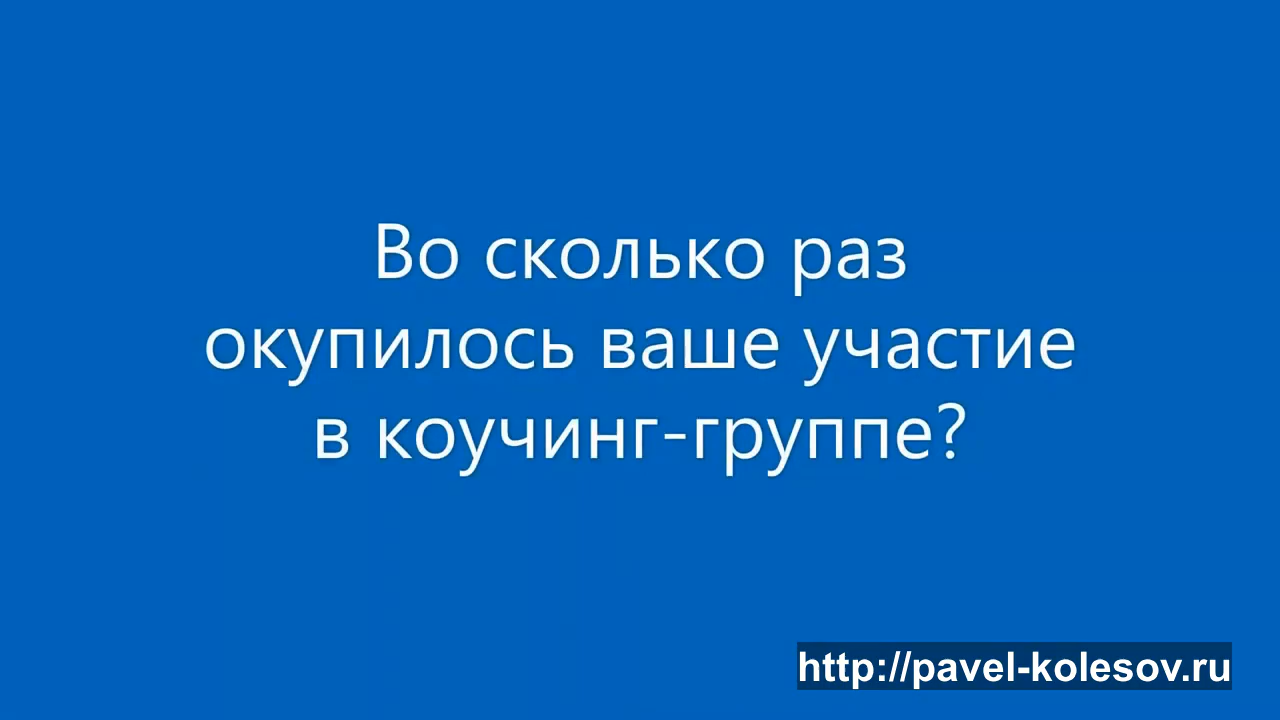 Во сколько раз
окупилось ваше участие
в коучинг-группе?
http://pavel-kolesov.ru